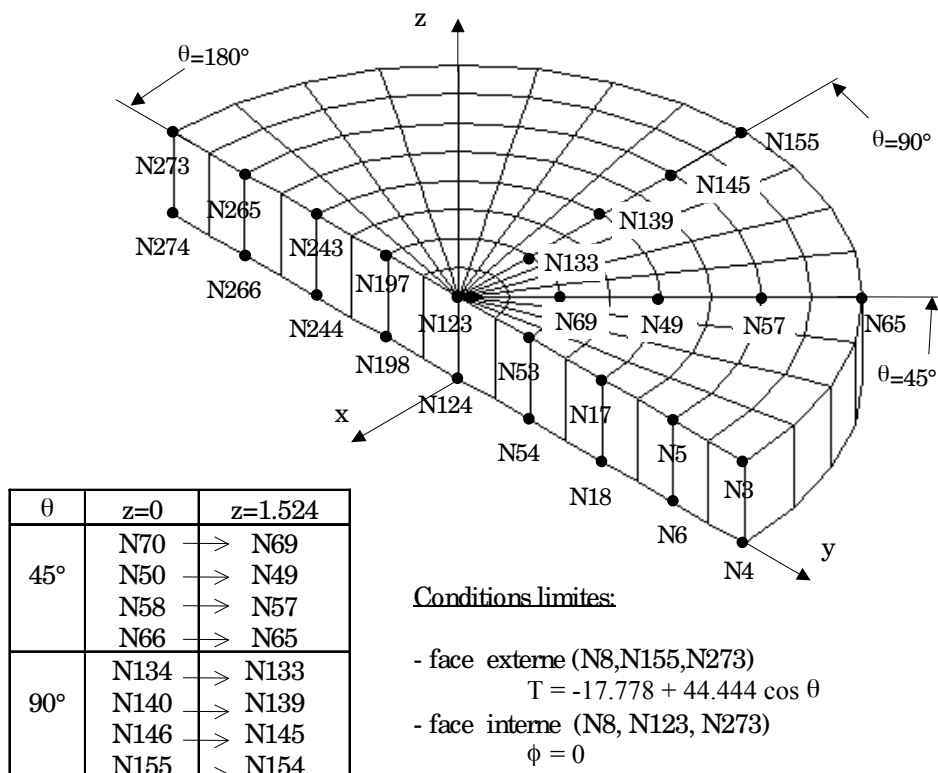 z
θ=180°
N273
N155
θ=90°
N265
N145
N274
N243
N139
N266
N197
N133
N244
N123
N69
N49
N57
N65
N198
N53
θ=45°
N124
x
N17
N54
N5
N18
N3
N6
y
N4
θ z=0 z=1.524
45° N70 → N69
N50 → N49
N58 → N57
N66 → N65
90° N134 → N133
N140 → N139
N146 → N145
N155 → N154
Conditions limites:
- face externe (N8,N155,N273)
T = -17.778 + 44.444 cos θ
- face interne (N8, N123, N273)
ϕ = 0